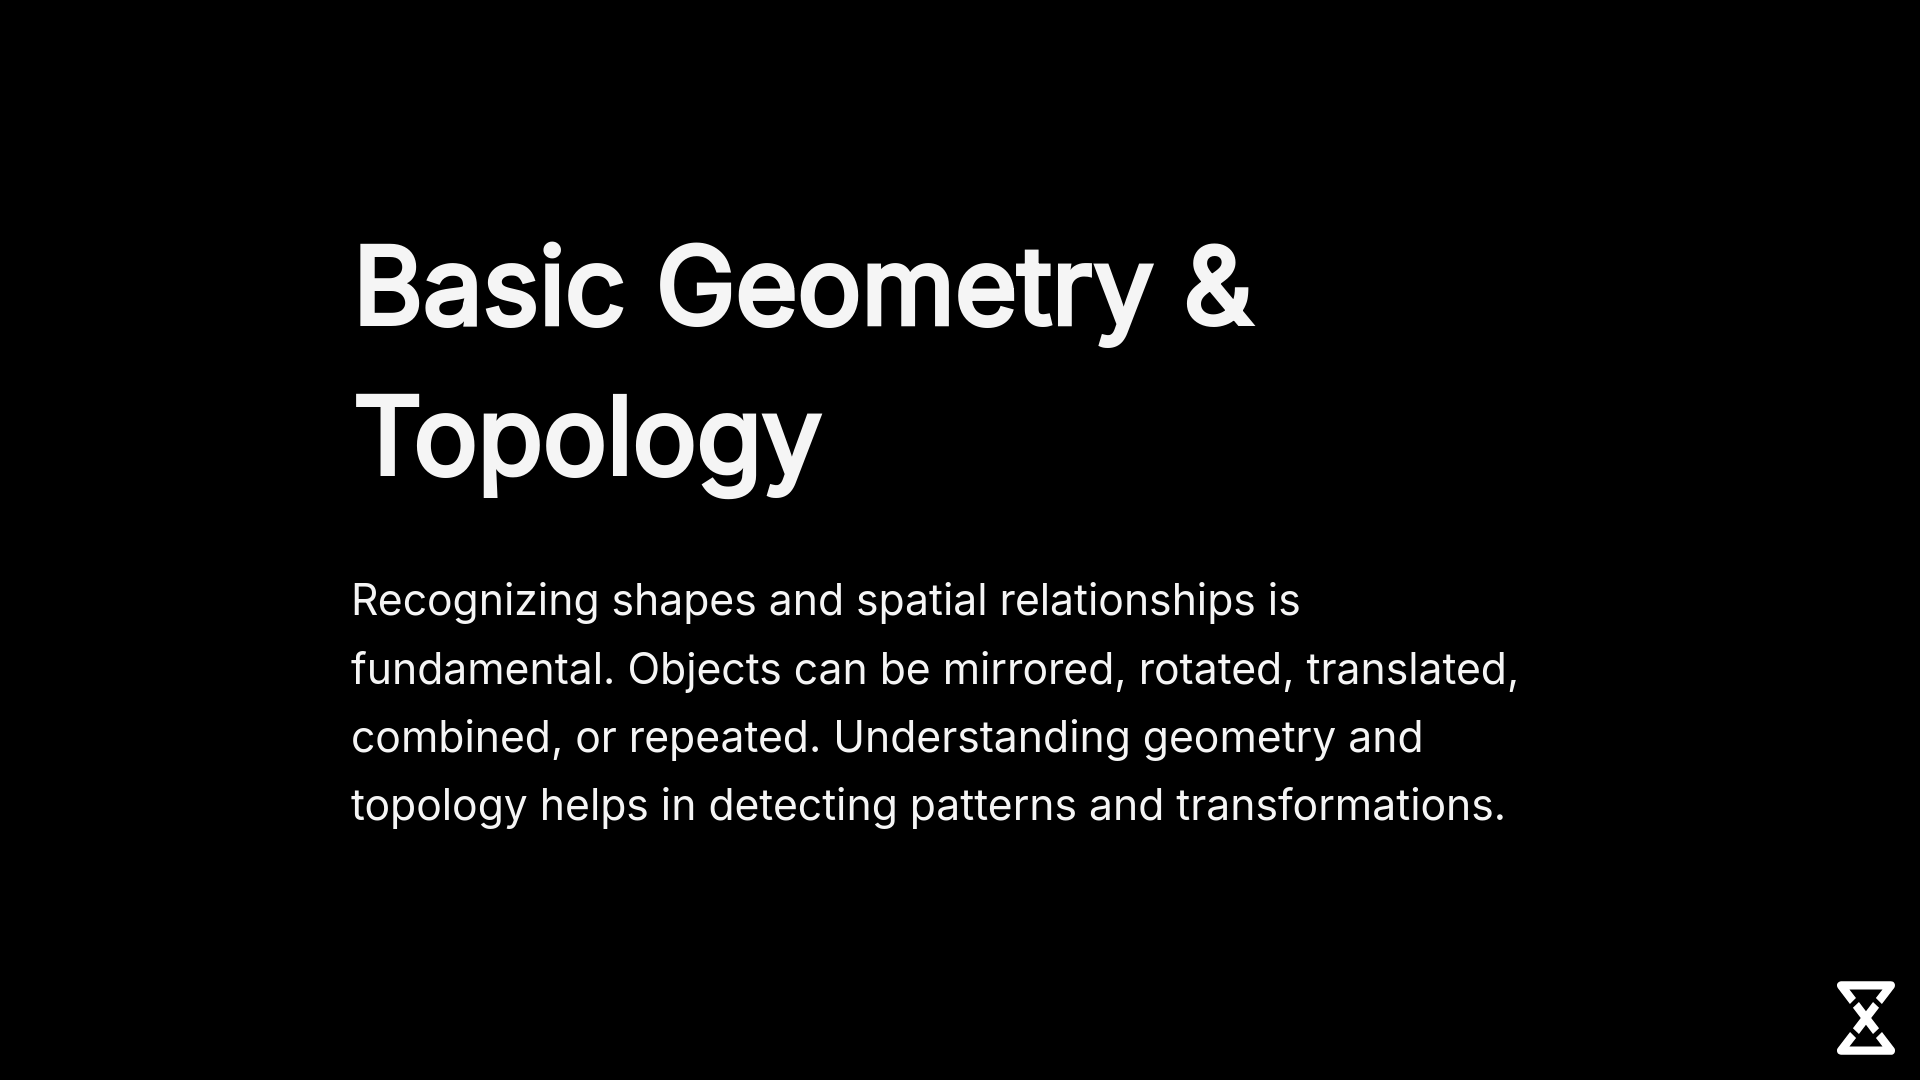 Basic Geometry &
Topology
Recognizing shapes and spatial relationships is
fundamental. Objects can be mirrored, rotated, translated,
combined, or repeated. Understanding geometry and
topology helps in detecting patterns and transformations.